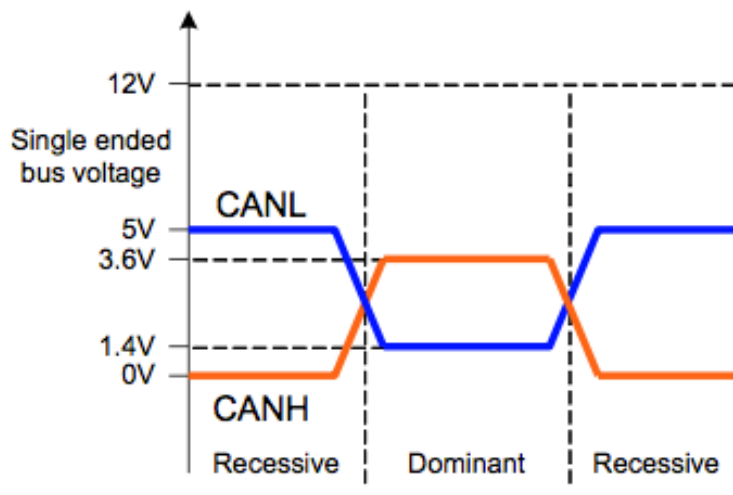 12V
Single ended
bus voltage
CANL
5V
3.6V
1.4V
0V
CANH
Recessive
Dominant
Recessive